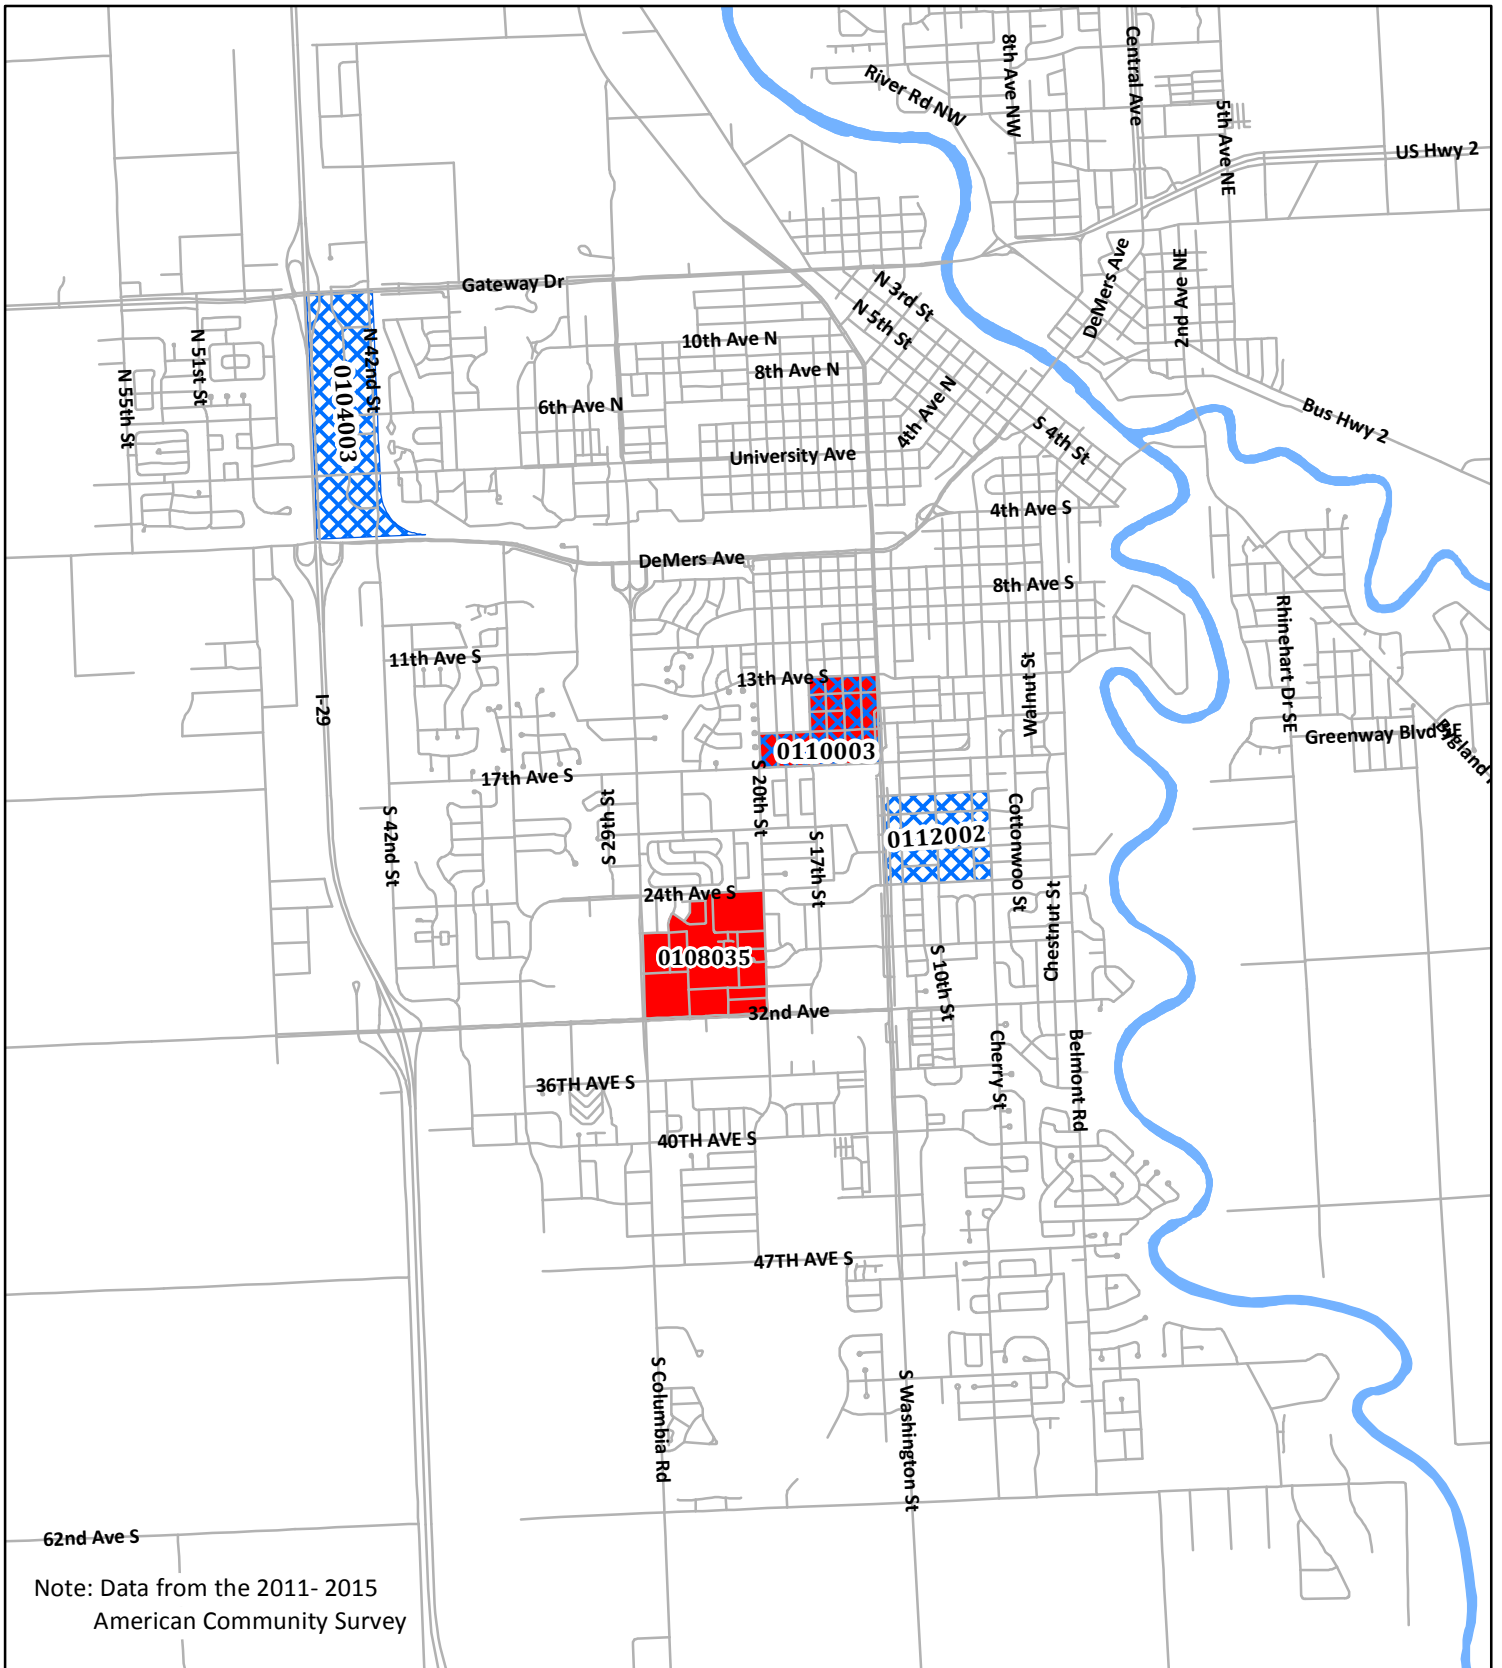 Central Ave
8th Ave NW
River Rd NW
5th Ave NE
US Hwy 2
DeMers Ave
2nd Ave NE
Gateway Dr
N 3rd St
N 5th St
10th Ave N
8th Ave N
N 42nd St
N 51st St
N 55th St
0104003
6th Ave N
4th Ave N
Bus Hwy 2
S 4th St
University Ave
4th Ave S
DeMers Ave
8th Ave S
Rhinehart Dr SE
11th Ave S
13th Ave S
Walnut St
I-29
Greenway Blvd SE
Bygland
0110003
17th Ave S
S 20th St
S 29th St
S 42nd St
S 17th St
0112002
Cottonwoo St
24th Ave S
Chestnut St
0108035
S 10th St
32nd Ave
Cherry St
Belmont Rd
36TH AVE S
40TH AVE S
47TH AVE S
S Columbia Rd
S Washington St
62nd Ave S
Note: Data from the 2011- 2015
American Community Survey